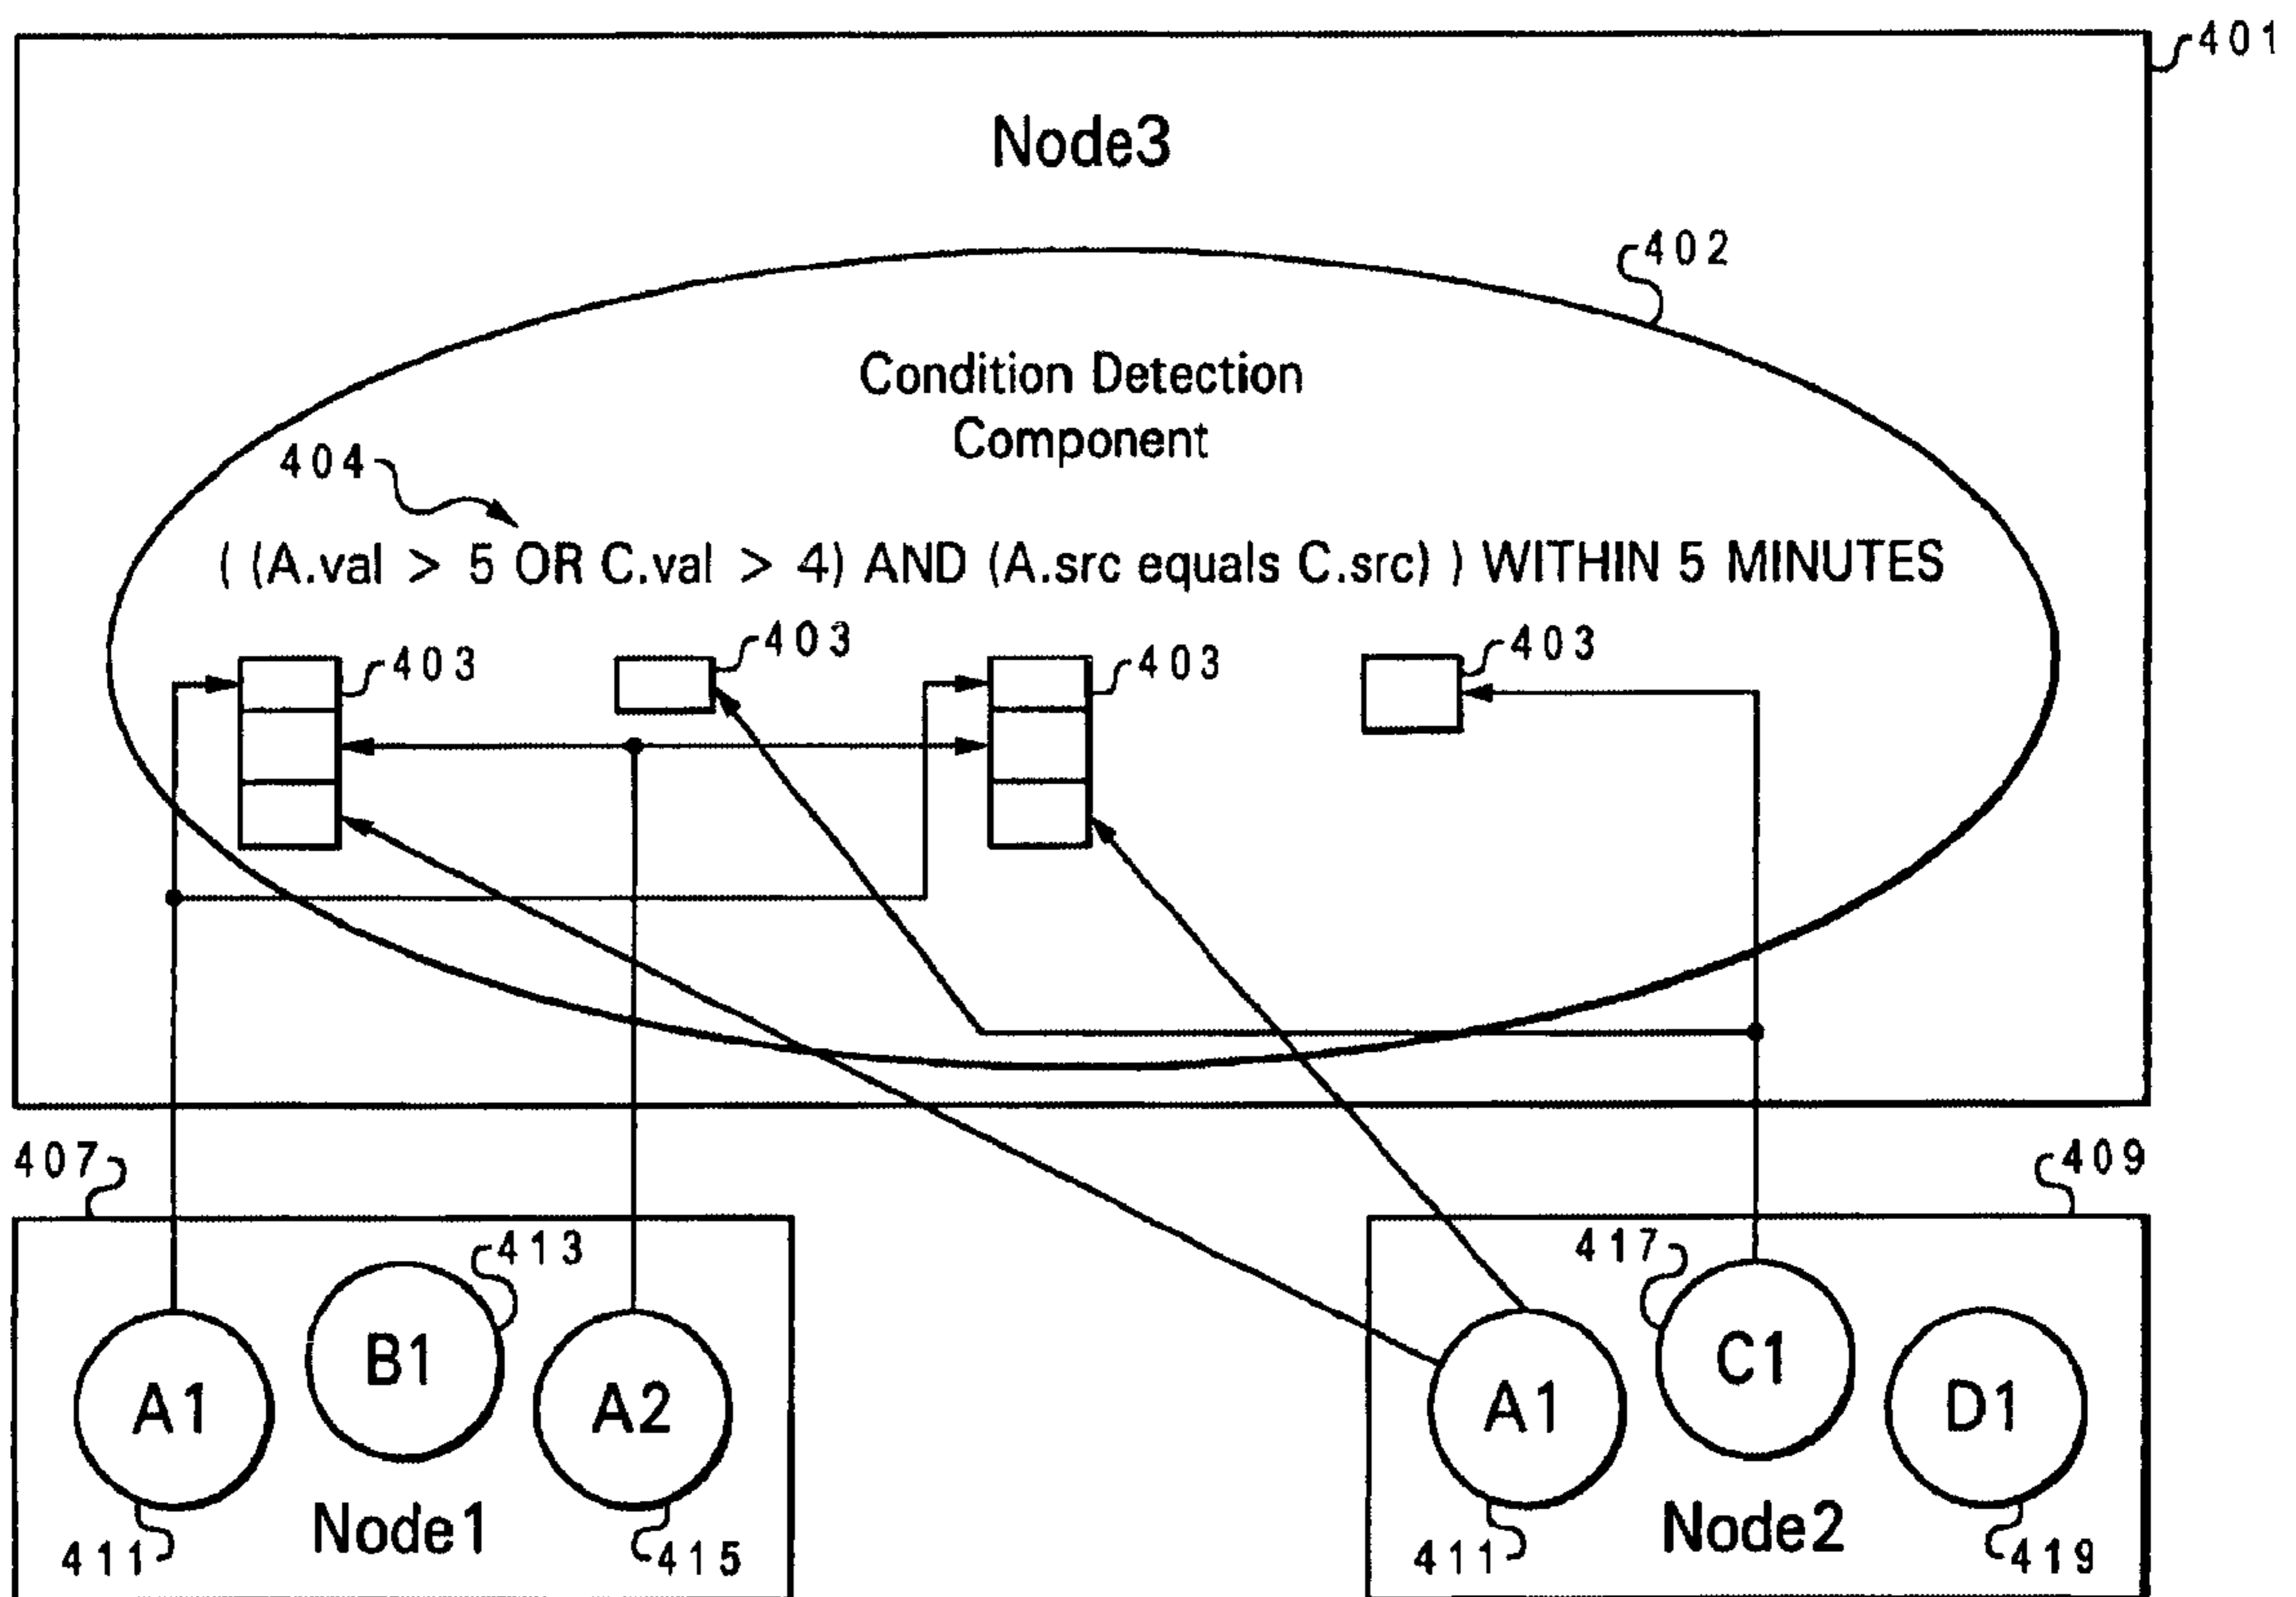 401
Node3
402
Condition Detection
Component
404
( (A.val > 5 OR C.val > 4) AND (A.src equals C.src) ) WITHIN 5 MINUTES
403
403
403
403
407
409
413
417
A1
B1
A2
A1
C1
D1
Node1
Node2
411
415
411
419